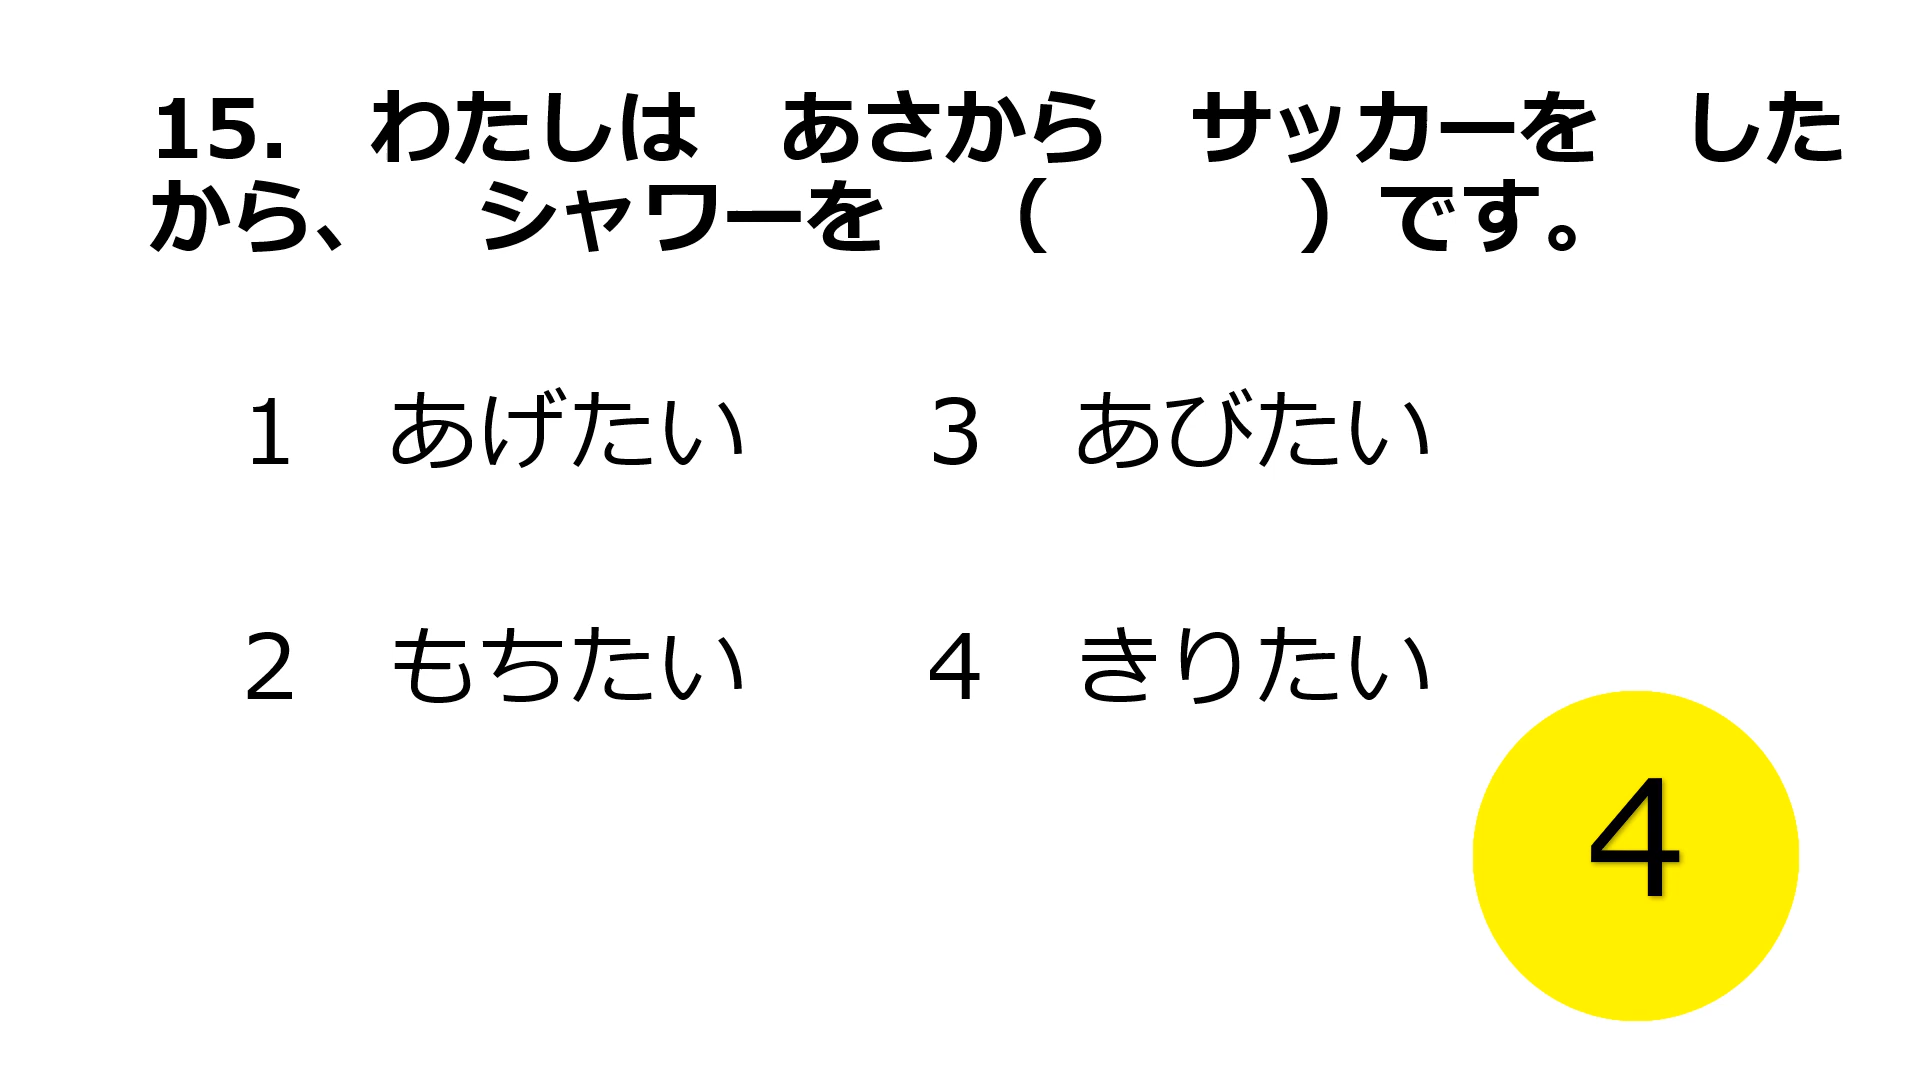 15.　わたしは　あさから　サッカーを　した
から、　シャワーを　（　　　）です。
1　あげたい　　3　あびたい
2　もちたい　　4　きりたい
4